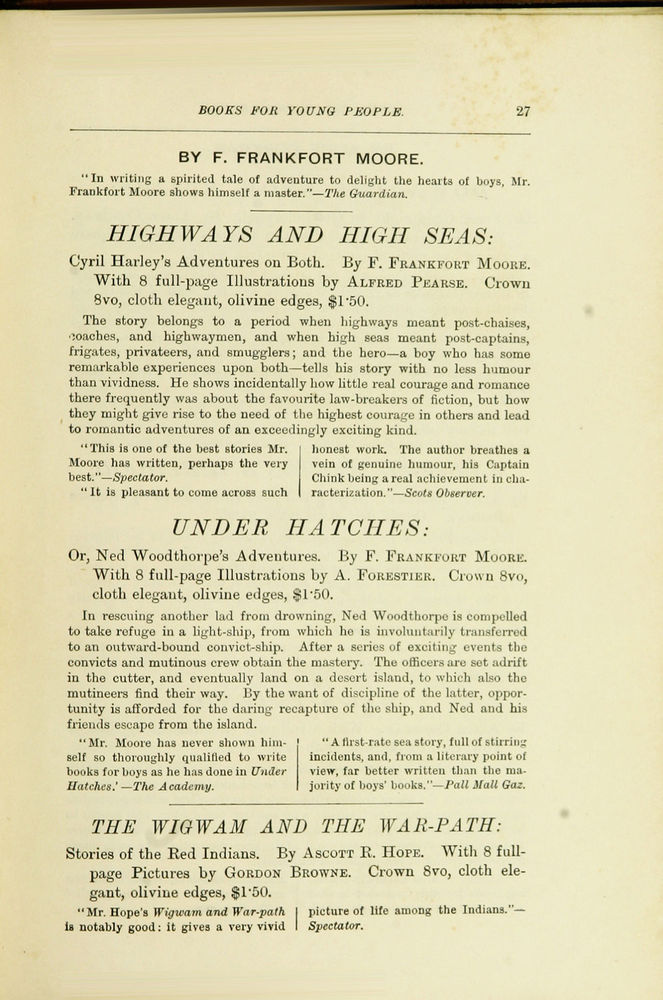 BOOKS FOR YOUNG PEOPLE. 27
BY F. FRANKFORT MOORE.
"In writing a spirited tale of adventure to delight the hearts of boys, Mr.
Frankfort Moore shows himself a master."—The Guardian.
HIGHWAYS AND HIGH SEAS:
Cyril Harley's Adventures on Both. By F. FRANKFORT MOORE.
With 8 full-page Illustrations by ALFRED PEARSE. Crown
8vo, cloth elegant, olivine edges, $1·50.
The story belongs to a period when highways meant post-chaises,
coaches, and highwaymen, and when high seas meant post-captains,
frigates, privateers, and smugglers; and the hero—a boy who has some
remarkable experiences upon both—tells his story with no less humour
than vividness. He shows incidentally how little real courage and romance
there frequently was about the favourite law-breakers of fiction, but how
they might give rise to the need of the highest courage in others and lead
to romantic adventures of an exceedingly exciting kind.
"This is one of the best stories Mr.
Moore has written, perhaps the very
best."—Spectator.
"It is pleasant to come across such
honest work. The author breathes a
vein of genuine humour, his Captain
Chink being a real achievement in cha-
racterization."—Scots Observer.
UNDER HATCHES:
Or, Ned Woodthorpe's Adventures. By F. FRANKFORT MOORE.
With 8 full-page Illustrations by A. FORESTIER. Crown 8vo,
cloth elegant, olivine edges, $1·50.
In rescuing another lad from drowning, Ned Woodthorpe is compelled
to take refuge in a light-ship, from which he is involuntarily transferred
to an outward-bound convict-ship. After a series of exciting events the
convicts and mutinous crew obtain the mastery. The officers are set adrift
in the cutter, and eventually land on a desert island, to which also the
mutineers find their way. By the want of discipline of the latter, oppor-
tunity is afforded for the daring recapture of the ship, and Ned and his
friends escape from the island.
"Mr. Moore has never shown him-
self so thoroughly qualified to write
books for boys as he has done in Under
Hatches.'—The Academy.
"A first-rate sea story, full of stirring
incidents, and, from a literary point of
view, far better written than the ma-
jority of boys' books."—Pall Mall Gaz.
THE WIGWAM AND THE WAR-PATH:
Stories of the Red Indians. By ASCOTT R. HOPE. With 8 full-
page Pictures by GORDON BROWNE. Crown 8vo, cloth ele-
gant, olivine edges, $1·50.
"Mr. Hope's Wigwam and War-path
is notably good: it gives a very vivid
picture of life among the Indians."—
Spectator.